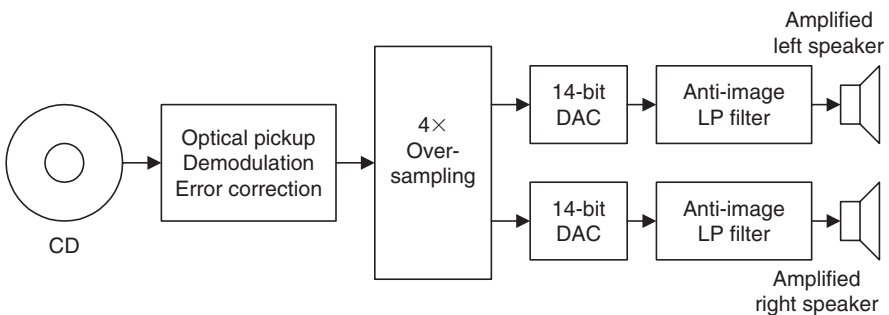 CD
Optical pickup
Demodulation
Error correction
4×
Over-
sampling
14-bit
DAC
Anti-image
LP filter
Amplified
left speaker
14-bit
DAC
Anti-image
LP filter
Amplified
right speaker